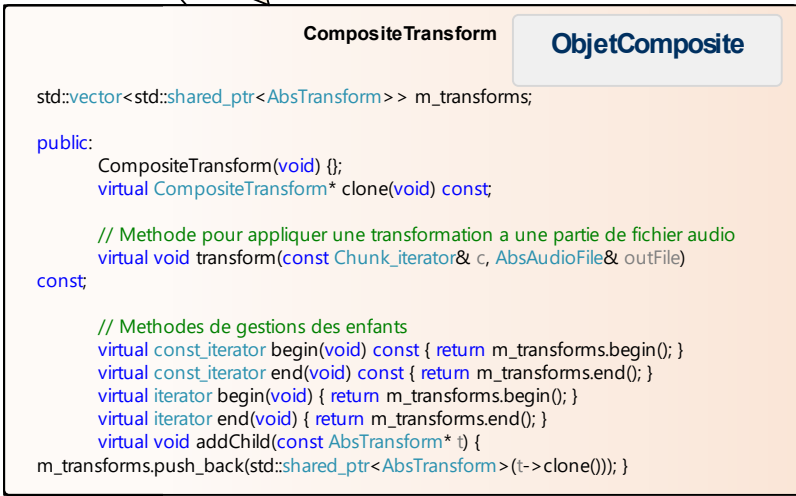 CompositeTransform
ObjetComposite
std::vector<std::shared_ptr<AbsTransform>> m_transforms;
public:
CompositeTransform(void) {};
virtual CompositeTransform* clone(void) const;
// Methode pour appliquer une transformation a une partie de fichier audio
virtual void transform(const Chunk_iterator& c, AbsAudioFile& outFile)
const;
// Methodes de gestions des enfants
virtual const_iterator begin(void) const { return m_transforms.begin(); }
virtual const_iterator end(void) const { return m_transforms.end(); }
virtual iterator begin(void) { return m_transforms.begin(); }
virtual iterator end(void) { return m_transforms.end(); }
virtual void addChild(const AbsTransform* t) {
m_transforms.push_back(std::shared_ptr<AbsTransform>(t->clone())); }